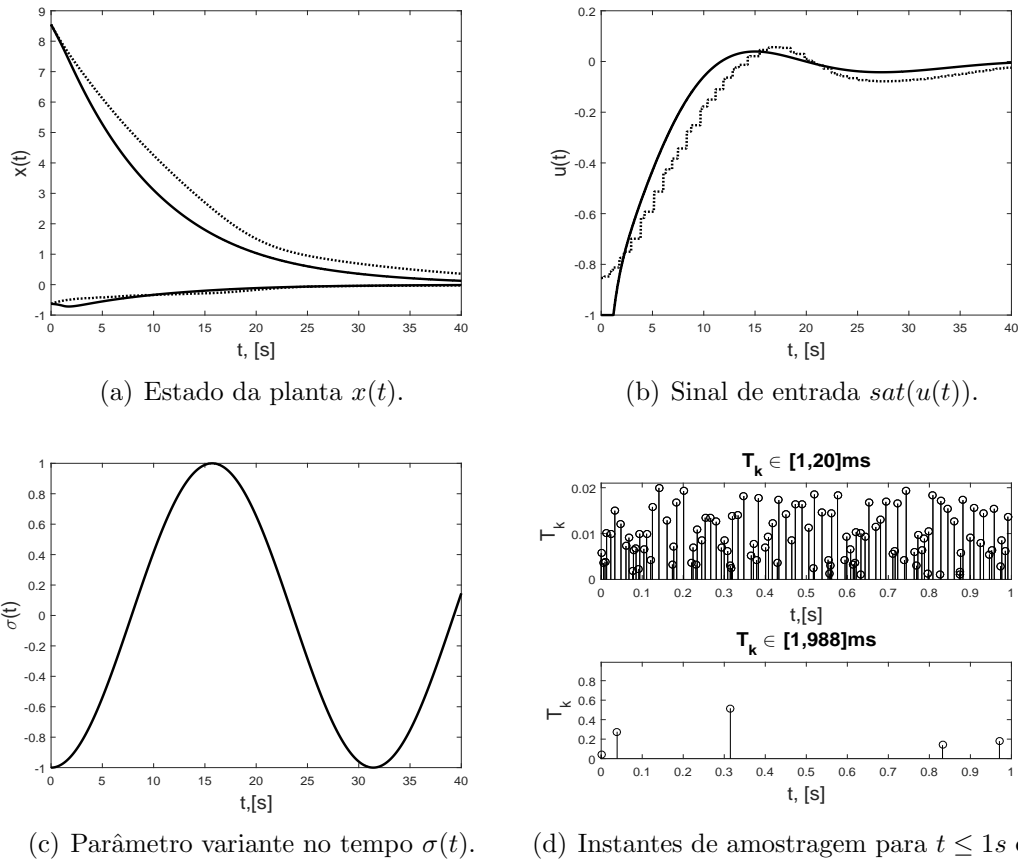 9
8
7
6
5
4
3
2
1
0
-1
x(t)
0 5 10 15 20 25 30 35 40
t, [s]
(a) Estado da planta x(t).
0.2
0
-0.2
-0.4
-0.6
-0.8
-1
u(t)
0 5 10 15 20 25 30 35 40
t, [s]
(b) Sinal de entrada sat(u(t)).
1
0.8
0.6
0.4
0.2
0
-0.2
-0.4
-0.6
-0.8
-1
σ(t)
0 5 10 15 20 25 30 35 40
t,[s]
(c) Parâmetro variante no tempo σ(t).
T_k ∈ [1,20]ms
0.02
0.01
0
T_k
0 0.1 0.2 0.3 0.4 0.5 0.6 0.7 0.8 0.9 1
t,[s]
T_k ∈ [1,988]ms
0.8
0.6
0.4
0.2
0
T_k
0 0.1 0.2 0.3 0.4 0.5 0.6 0.7 0.8 0.9 1
t, [s]
(d) Instantes de amostragem para t ≤ 1s